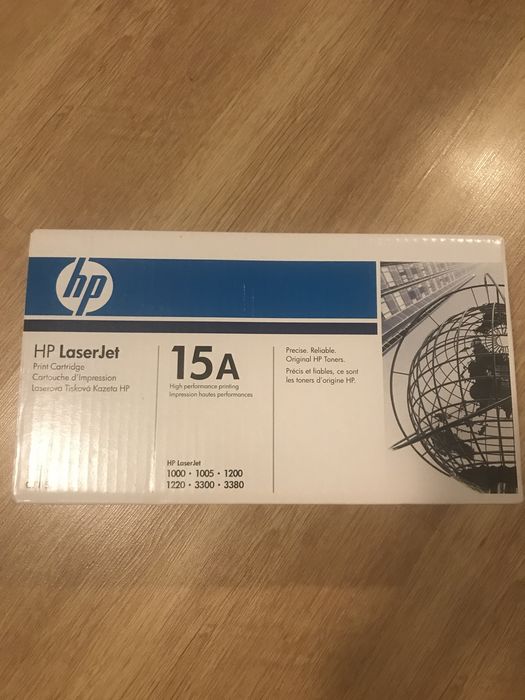 hp
HP LaserJet
Print Cartridge
Cartouche d'Impression
Laserová Tisková Kazeta HP
15A
High performance printing
Impression hautes performances
HP LaserJet
1000 • 1005 • 1200
1220 • 3300 • 3380
Precise. Reliable.
Original HP Toners.
Précis et fiables, ce sont
les toners d'origine HP.